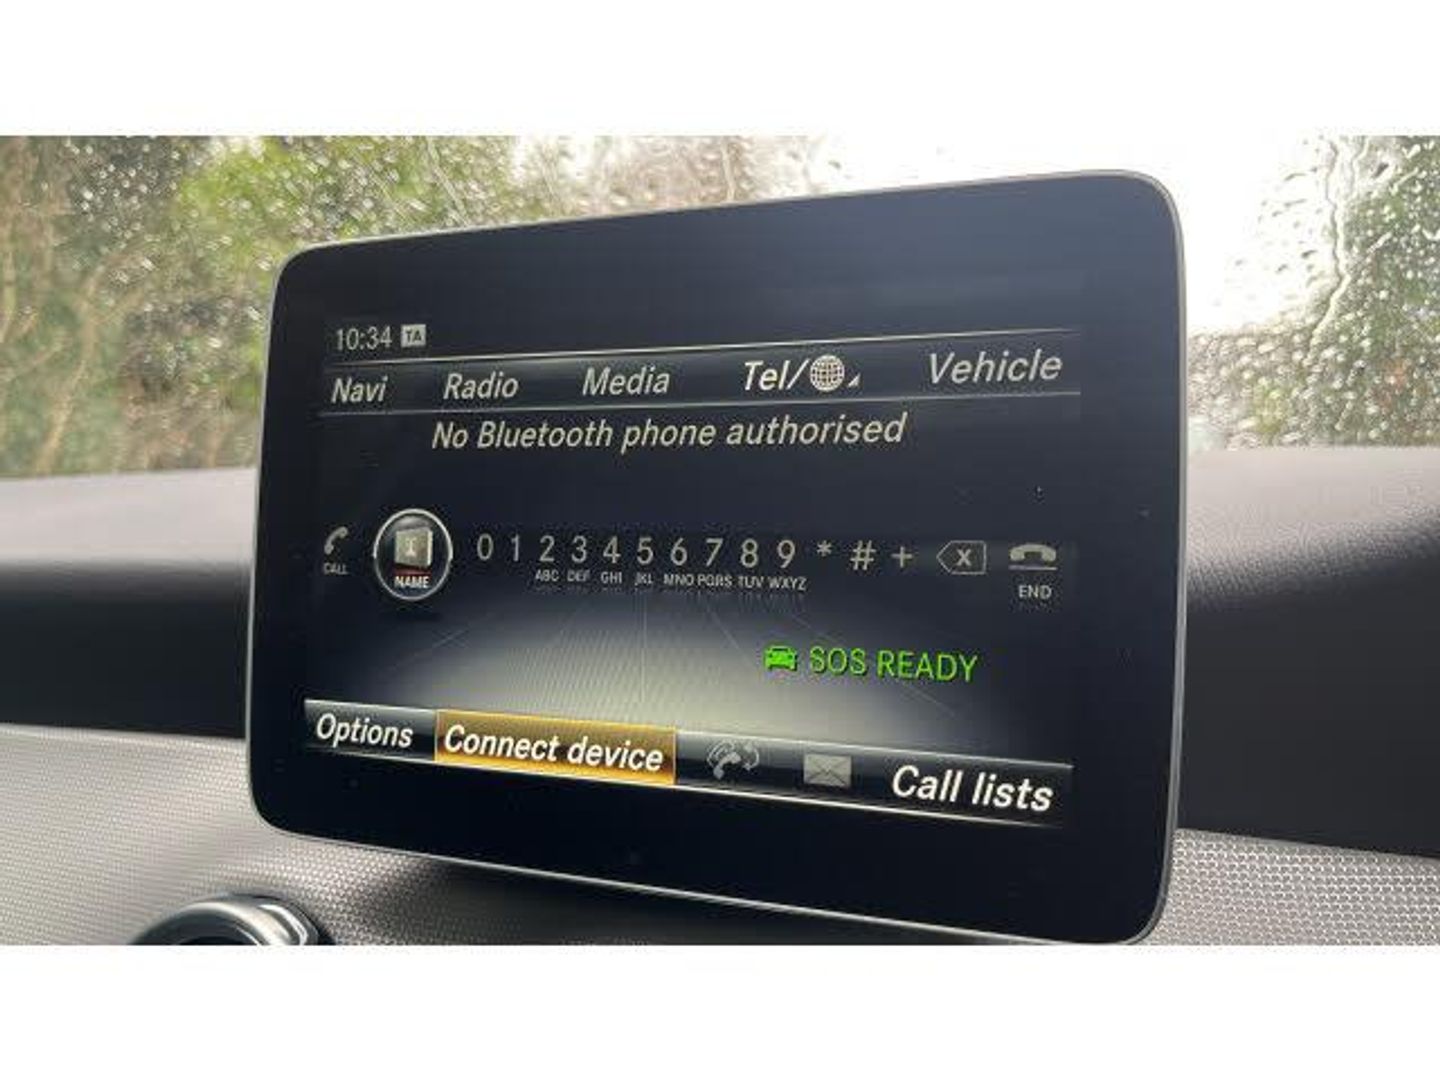 10:34 TA
Navi Radio Media Tel/ Vehicle
No Bluetooth phone authorised
0 1 2 3 4 5 6 7 8 9 * # + X
CALL NAME ABC DEF GHI JKL MNO PQRS TUV WXYZ END
SOS READY
Options Connect device Call lists